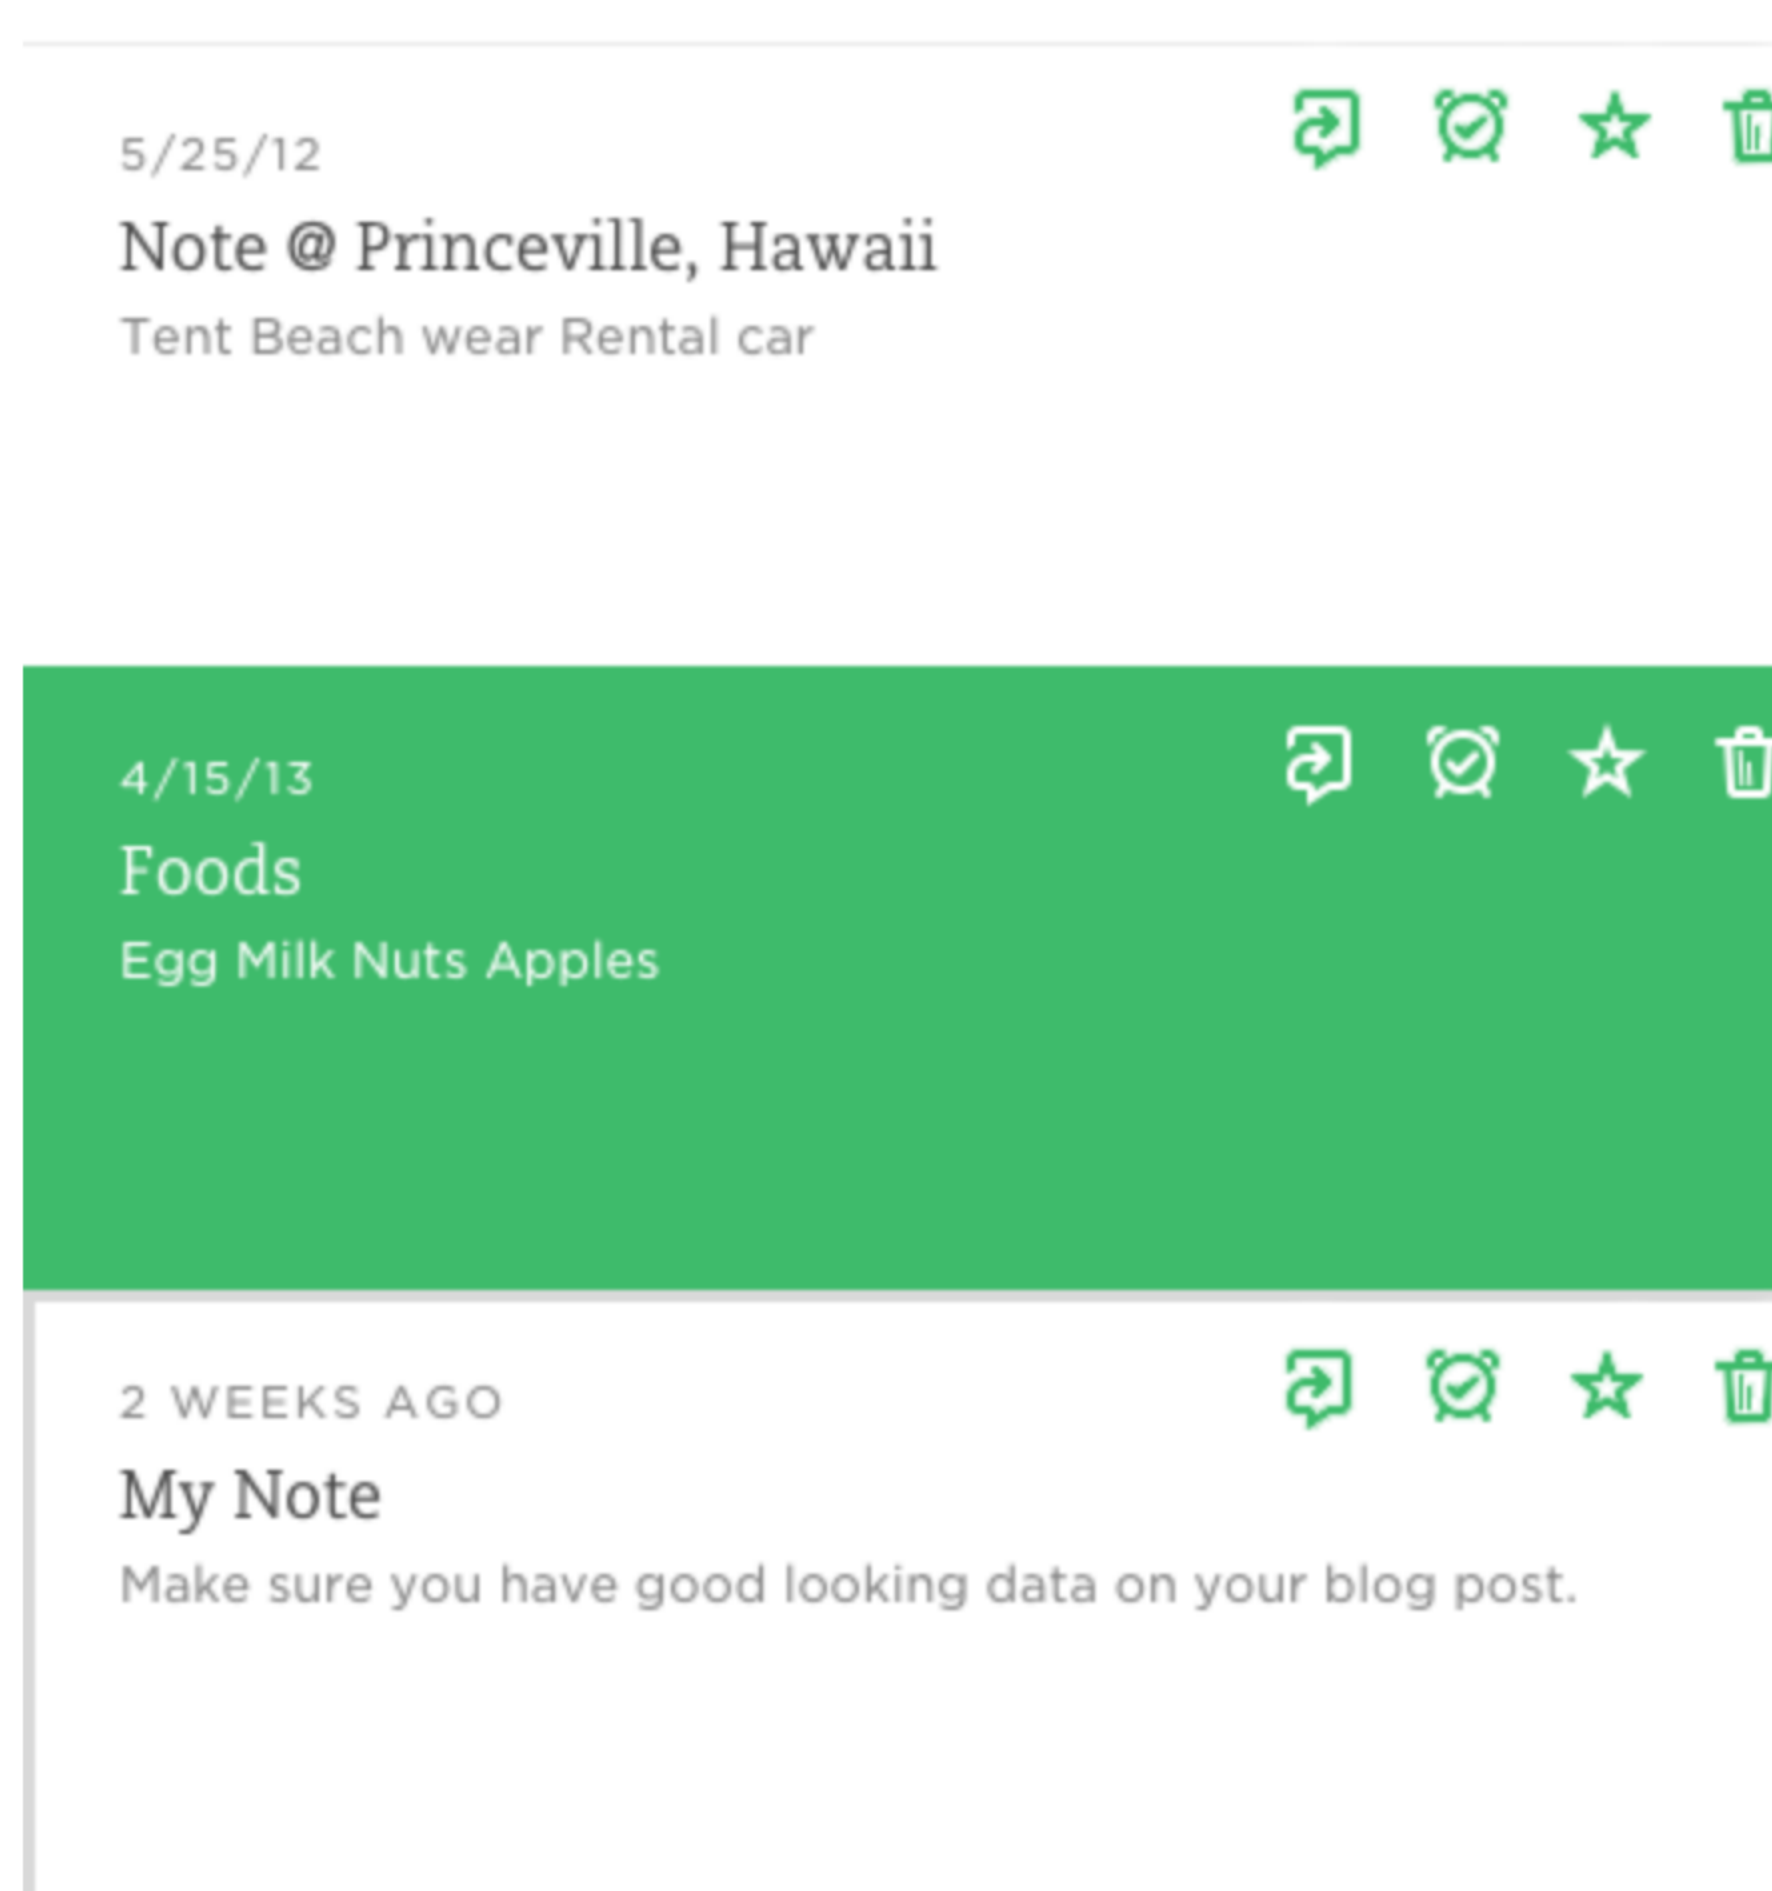 5/25/12
Note @ Princeville, Hawaii
Tent Beach wear Rental car
4/15/13
Foods
Egg Milk Nuts Apples
2 WEEKS AGO
My Note
Make sure you have good looking data on your blog post.